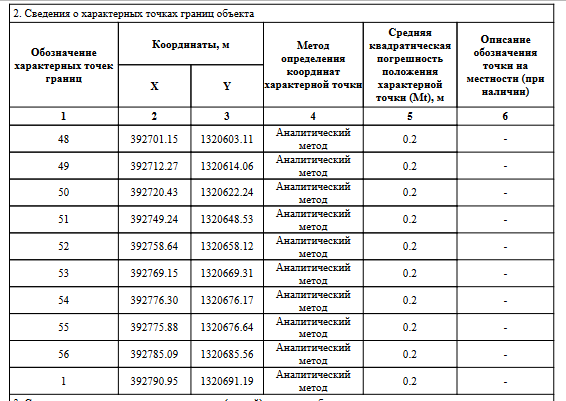 2. Сведения о характерных точках границ объекта
Обозначение
характерных точек
границ
Координаты, м
X
Y
Метод
определения
координат
характерной точки
Средняя
квадратическая
погрешность
положения
характерной
точки (Mt), м
Описание
обозначения
точки на
местности (при
наличии)
1 2 3 4 5 6
48 392701.15 1320603.11 Аналитический
метод 0.2 -
49 392712.27 1320614.06 Аналитический
метод 0.2 -
50 392720.43 1320622.24 Аналитический
метод 0.2 -
51 392749.24 1320648.53 Аналитический
метод 0.2 -
52 392758.64 1320658.12 Аналитический
метод 0.2 -
53 392769.15 1320669.31 Аналитический
метод 0.2 -
54 392776.30 1320676.17 Аналитический
метод 0.2 -
55 392775.88 1320676.64 Аналитический
метод 0.2 -
56 392785.09 1320685.56 Аналитический
метод 0.2 -
1 392790.95 1320691.19 Аналитический
метод 0.2 -